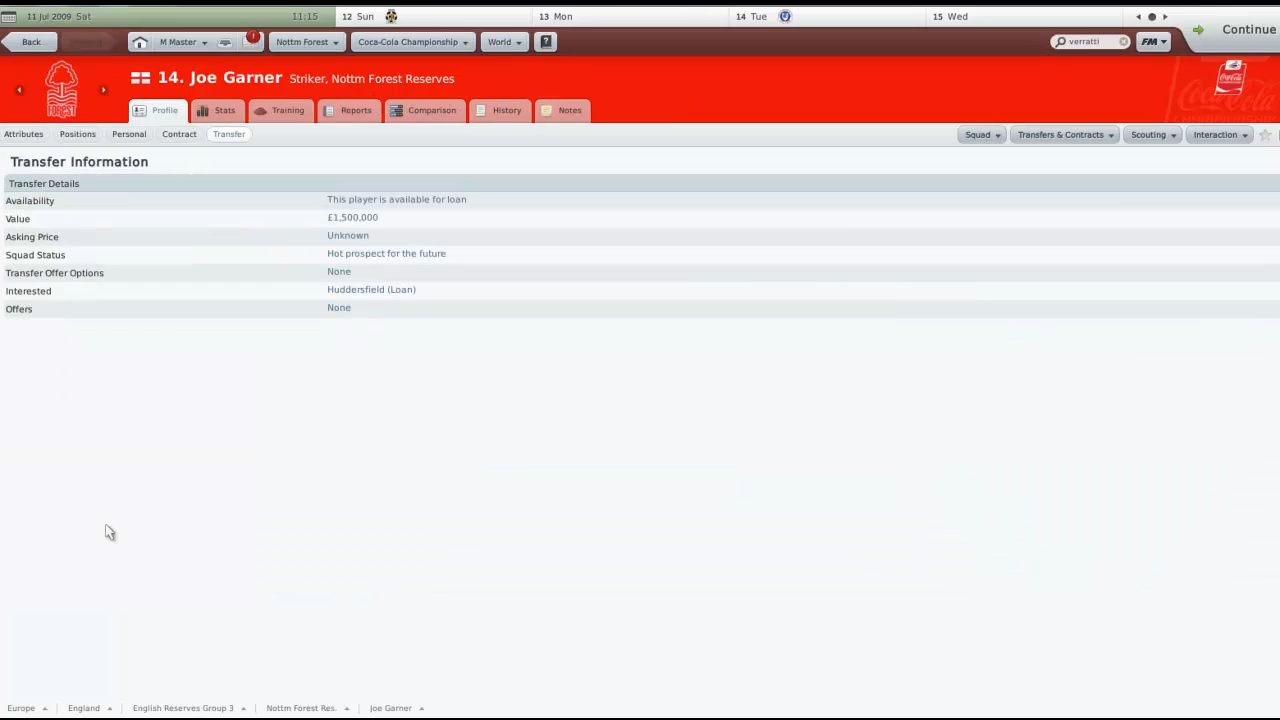 11 Jul 2009 Sat 11:15 12 Sun 13 Mon 14 Tue 15 Wed
Continue
Back M Master Nottm Forest Coca-Cola Championship World ? verratti FM
14. Joe Garner Striker, Nottm Forest Reserves
FOREST
Profile Stats Training Reports Comparison History Notes
Attributes Positions Personal Contract Transfer Squad Transfers & Contracts Scouting Interaction
Transfer Information
Transfer Details
Availability This player is available for loan
Value £1,500,000
Asking Price Unknown
Squad Status Hot prospect for the future
Transfer Offer Options None
Interested Huddersfield (Loan)
Offers None
Europe England English Reserves Group 3 Nottm Forest Res. Joe Garner